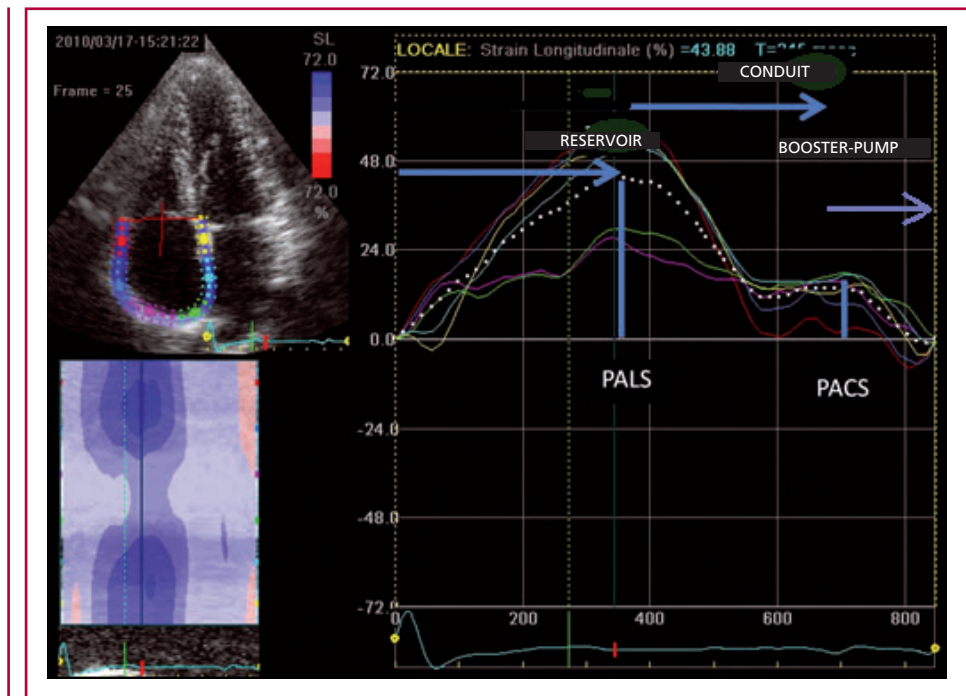 2010/03/17-15:21:22
SL
72.0
Frame = 25
72.0
%
LOCALE: Strain Longitudinale (%) =43.88
72.0
CONDUIT
RESERVOIR
BOOSTER-PUMP
48.0
24.0
0.0
PALS
PACS
-24.0
-48.0
-72.0
0
200
400
600
800